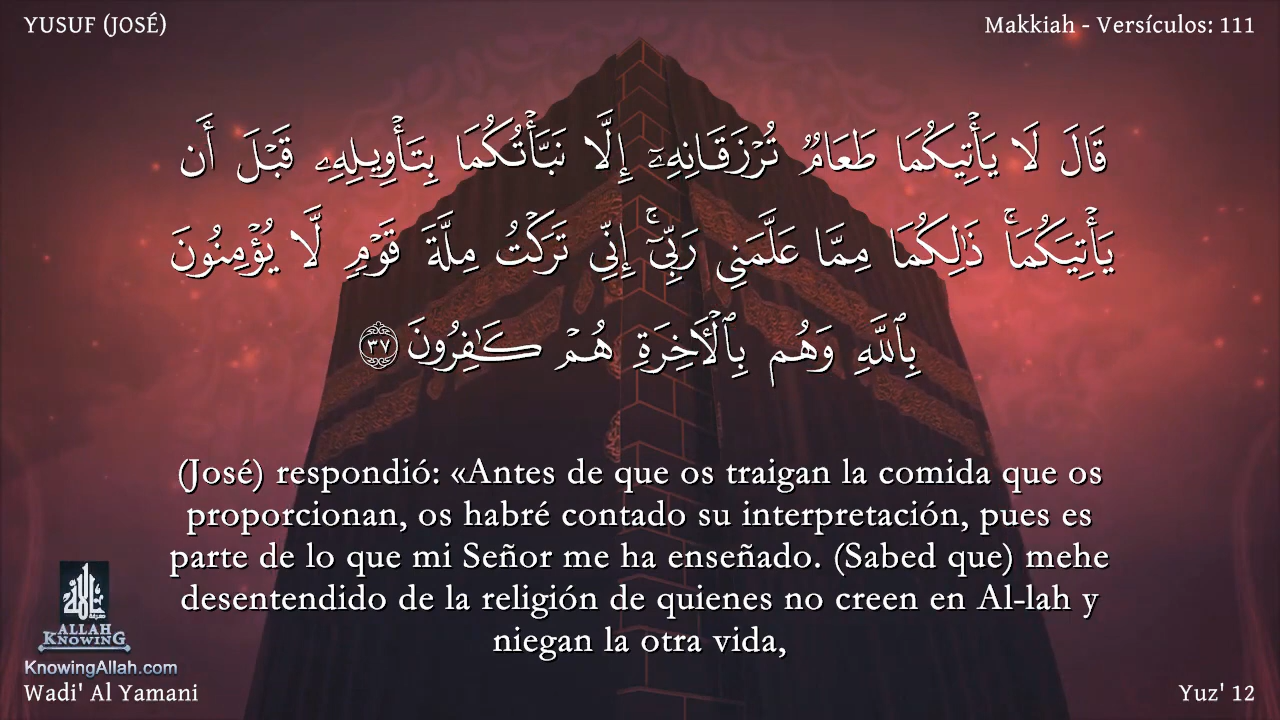 YUSUF (JOSÉ)
Makkiah - Versículos: 111
قَالَ لَا يَأْتِيكُمَا طَعَامٌ تُرْزَقَانِهِۦٓ إِلَّا نَبَّأْتُكُمَا بِتَأْوِيلِهِۦ قَبْلَ أَن
يَأْتِيَكُمَاۚ ذَٰلِكُمَا مِمَّا عَلَّمَنِى رَبِّىٓۚ إِنِّى تَرَكْتُ مِلَّةَ قَوْمٍ لَّا يُؤْمِنُونَ
بِٱللَّهِ وَهُم بِٱلْـَٔاخِرَةِ هُمْ كَـٰفِرُونَ ٣٧
(José) respondió: «Antes de que os traigan la comida que os
proporcionan, os habré contado su interpretación, pues es
parte de lo que mi Señor me ha enseñado. (Sabed que) mehe
desentendido de la religión de quienes no creen en Al-lah y
niegan la otra vida,
ALLAH
KNOWING
KnowingAllah.com
Wadi' Al Yamani
Yuz' 12